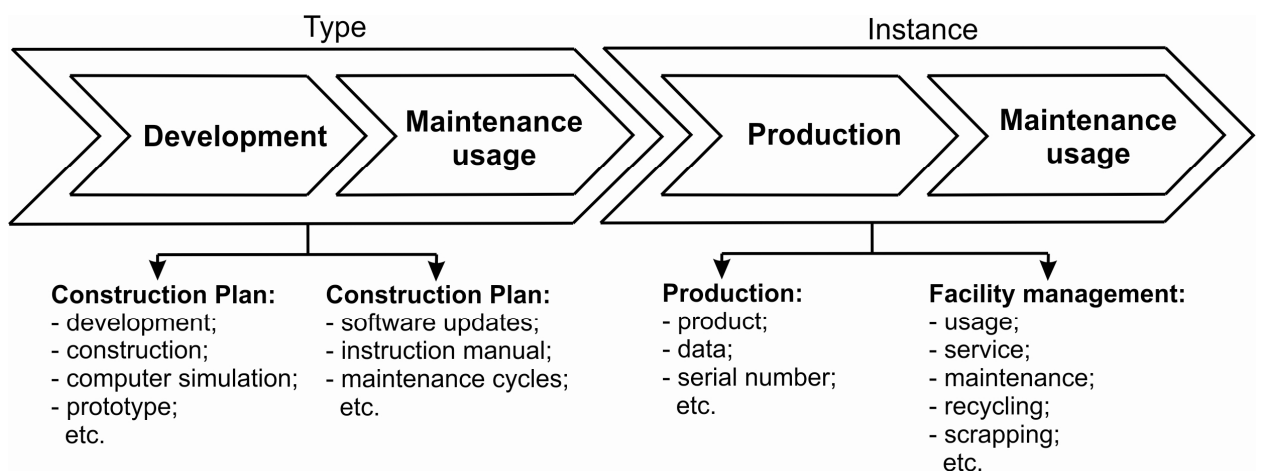 Type
Instance
Development
Maintenance
usage
Production
Maintenance
usage
Construction Plan:
- development;
- construction;
- computer simulation;
- prototype;
etc.
Construction Plan:
- software updates;
- instruction manual;
- maintenance cycles;
etc.
Production:
- product;
- data;
- serial number;
etc.
Facility management:
- usage;
- service;
- maintenance;
- recycling;
- scrapping;
etc.